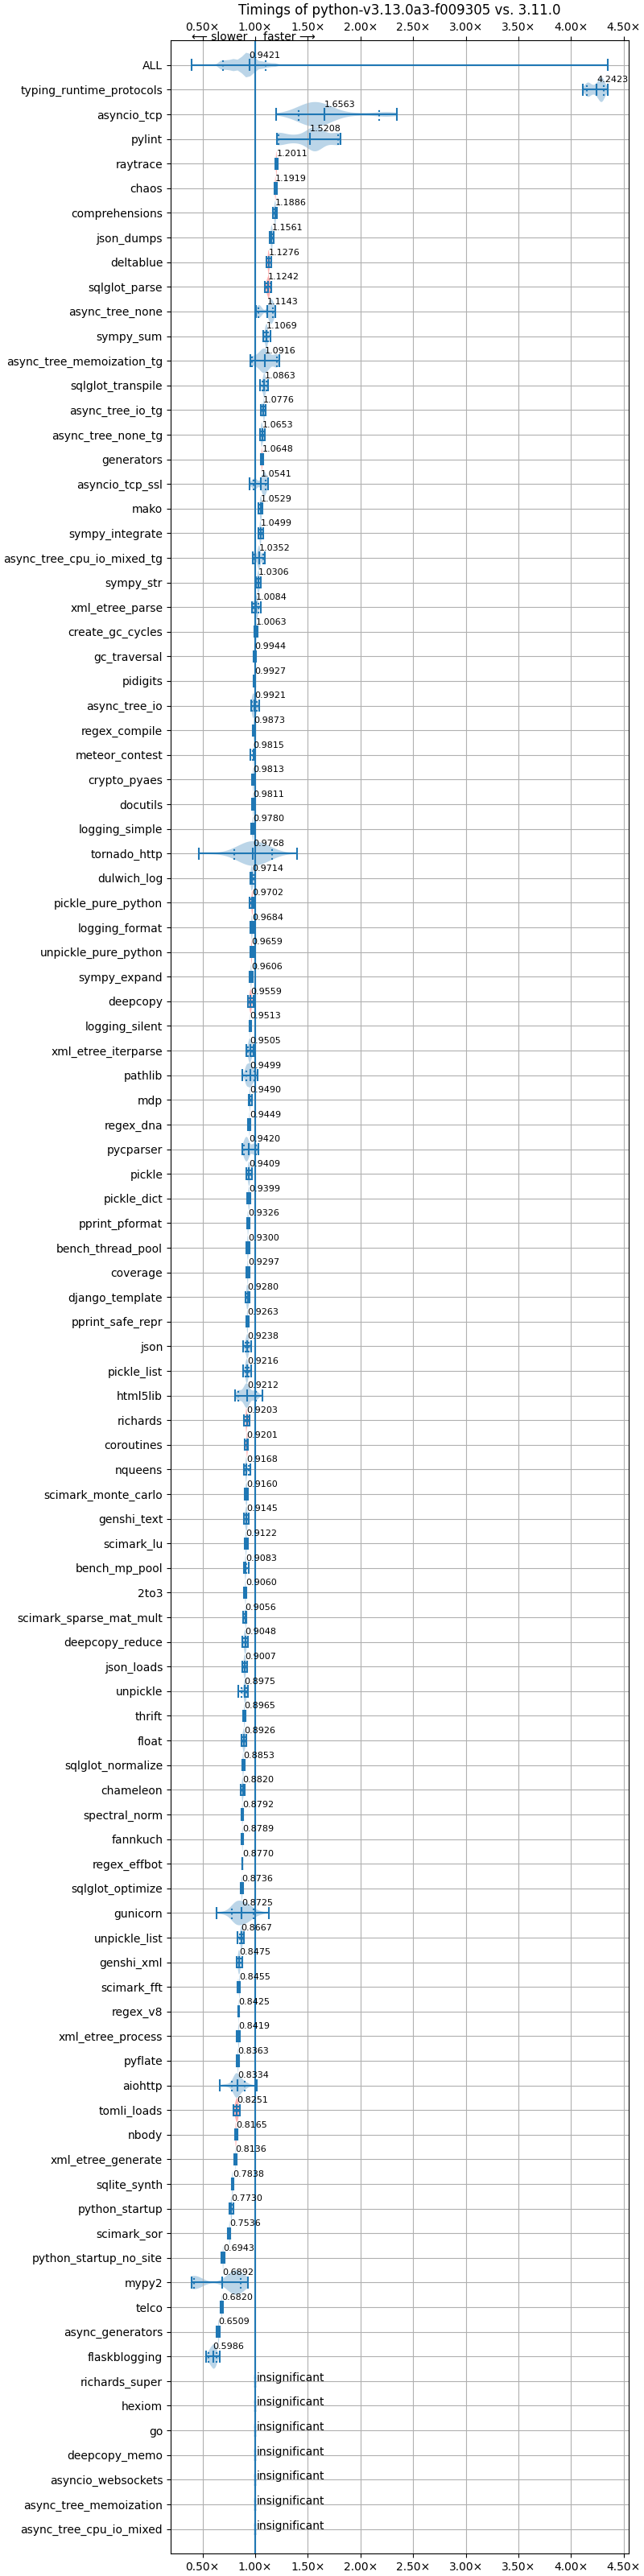 Timings of python-v3.13.0a3-f009305 vs. 3.11.0
0.50× 1.00× 1.50× 2.00× 2.50× 3.00× 3.50× 4.00× 4.50×
⟵ slower faster ⟶
ALL 0.9421
typing_runtime_protocols 4.2423
asyncio_tcp 1.6563
pylint 1.5208
raytrace 1.2011
chaos 1.1919
comprehensions 1.1886
json_dumps 1.1561
deltablue 1.1276
sqlglot_parse 1.1242
async_tree_none 1.1143
sympy_sum 1.1069
async_tree_memoization_tg 1.0916
sqlglot_transpile 1.0863
async_tree_io_tg 1.0776
async_tree_none_tg 1.0653
generators 1.0648
asyncio_tcp_ssl 1.0541
mako 1.0529
sympy_integrate 1.0499
async_tree_cpu_io_mixed_tg 1.0352
sympy_str 1.0306
xml_etree_parse 1.0084
create_gc_cycles 1.0063
gc_traversal 0.9944
pidigits 0.9927
async_tree_io 0.9921
regex_compile 0.9873
meteor_contest 0.9815
crypto_pyaes 0.9813
docutils 0.9811
logging_simple 0.9780
tornado_http 0.9768
dulwich_log 0.9714
pickle_pure_python 0.9702
logging_format 0.9684
unpickle_pure_python 0.9659
sympy_expand 0.9606
deepcopy 0.9559
logging_silent 0.9513
xml_etree_iterparse 0.9505
pathlib 0.9499
mdp 0.9490
regex_dna 0.9449
pycparser 0.9420
pickle 0.9409
pickle_dict 0.9399
pprint_pformat 0.9326
bench_thread_pool 0.9300
coverage 0.9297
django_template 0.9280
pprint_safe_repr 0.9263
json 0.9238
pickle_list 0.9216
html5lib 0.9212
richards 0.9203
coroutines 0.9201
nqueens 0.9168
scimark_monte_carlo 0.9160
genshi_text 0.9145
scimark_lu 0.9122
bench_mp_pool 0.9083
2to3 0.9060
scimark_sparse_mat_mult 0.9056
deepcopy_reduce 0.9048
json_loads 0.9007
unpickle 0.8975
thrift 0.8965
float 0.8926
sqlglot_normalize 0.8853
chameleon 0.8820
spectral_norm 0.8792
fannkuch 0.8789
regex_effbot 0.8770
sqlglot_optimize 0.8736
gunicorn 0.8725
unpickle_list 0.8667
genshi_xml 0.8475
scimark_fft 0.8455
regex_v8 0.8425
xml_etree_process 0.8419
pyflate 0.8363
aiohttp 0.8334
tomli_loads 0.8251
nbody 0.8165
xml_etree_generate 0.8136
sqlite_synth 0.7838
python_startup 0.7730
scimark_sor 0.7536
python_startup_no_site 0.6943
mypy2 0.6892
telco 0.6820
async_generators 0.6509
flaskblogging 0.5986
richards_super insignificant
hexiom insignificant
go insignificant
deepcopy_memo insignificant
asyncio_websockets insignificant
async_tree_memoization insignificant
async_tree_cpu_io_mixed insignificant
0.50× 1.00× 1.50× 2.00× 2.50× 3.00× 3.50× 4.00× 4.50×